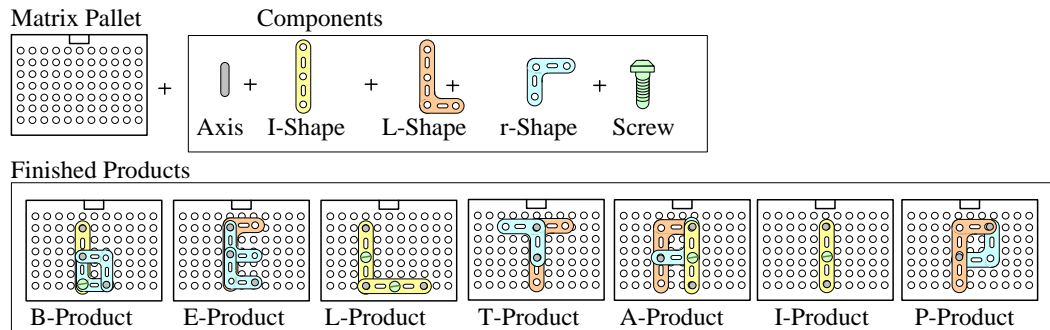 Matrix Pallet Components
+ + + + +
Axis I-Shape L-Shape r-Shape Screw
Finished Products
B-Product E-Product L-Product T-Product A-Product I-Product P-Product